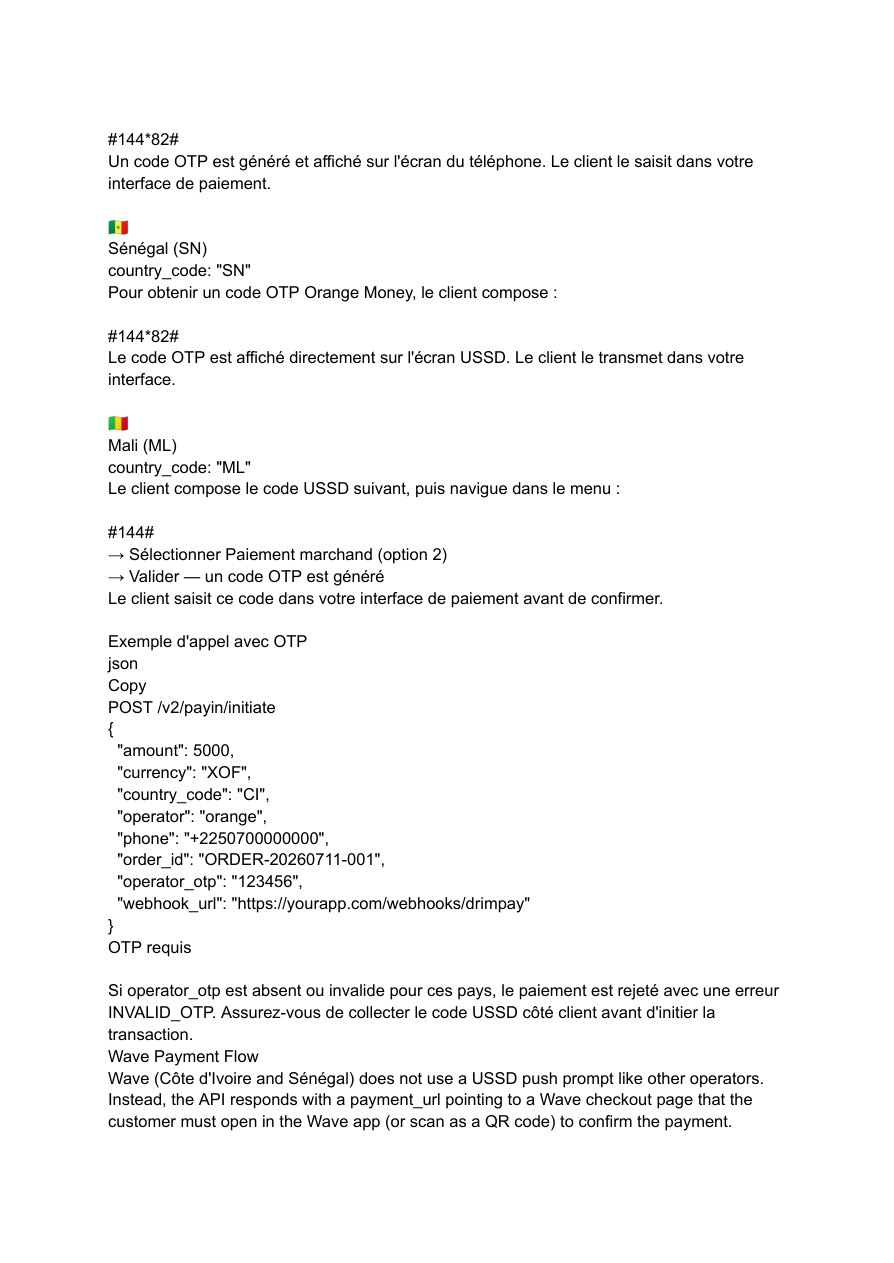 #144*82#
Un code OTP est généré et affiché sur l'écran du téléphone. Le client le saisit dans votre
interface de paiement.
🇸🇳
Sénégal (SN)
country_code: "SN"
Pour obtenir un code OTP Orange Money, le client compose :
#144*82#
Le code OTP est affiché directement sur l'écran USSD. Le client le transmet dans votre
interface.
🇲🇱
Mali (ML)
country_code: "ML"
Le client compose le code USSD suivant, puis navigue dans le menu :
#144#
→ Sélectionner Paiement marchand (option 2)
→ Valider — un code OTP est généré
Le client saisit ce code dans votre interface de paiement avant de confirmer.
Exemple d'appel avec OTP
json
Copy
POST /v2/payin/initiate
{
  "amount": 5000,
  "currency": "XOF",
  "country_code": "CI",
  "operator": "orange",
  "phone": "+2250700000000",
  "order_id": "ORDER-20260711-001",
  "operator_otp": "123456",
  "webhook_url": "https://yourapp.com/webhooks/drimpay"
}
OTP requis
Si operator_otp est absent ou invalide pour ces pays, le paiement est rejeté avec une erreur
INVALID_OTP. Assurez-vous de collecter le code USSD côté client avant d'initier la
transaction.
Wave Payment Flow
Wave (Côte d'Ivoire and Sénégal) does not use a USSD push prompt like other operators.
Instead, the API responds with a payment_url pointing to a Wave checkout page that the
customer must open in the Wave app (or scan as a QR code) to confirm the payment.